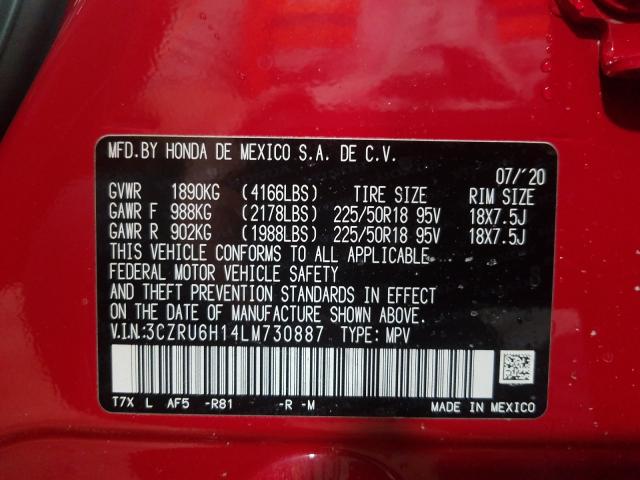 MFD.BY HONDA DE MEXICO S.A. DE C.V.
07/'20
GVWR 1890KG (4166LBS) TIRE SIZE RIM SIZE
GAWR F 988KG (2178LBS) 225/50R18 95V 18X7.5J
GAWR R 902KG (1988LBS) 225/50R18 95V 18X7.5J
THIS VEHICLE CONFORMS TO ALL APPLICABLE
FEDERAL MOTOR VEHICLE SAFETY
AND THEFT PREVENTION STANDARDS IN EFFECT
ON THE DATE OF MANUFACTURE SHOWN ABOVE.
V.I.N.:3CZRU6H14LM730887 TYPE: MPV
T7X L AF5 -R81 -R -M MADE IN MEXICO